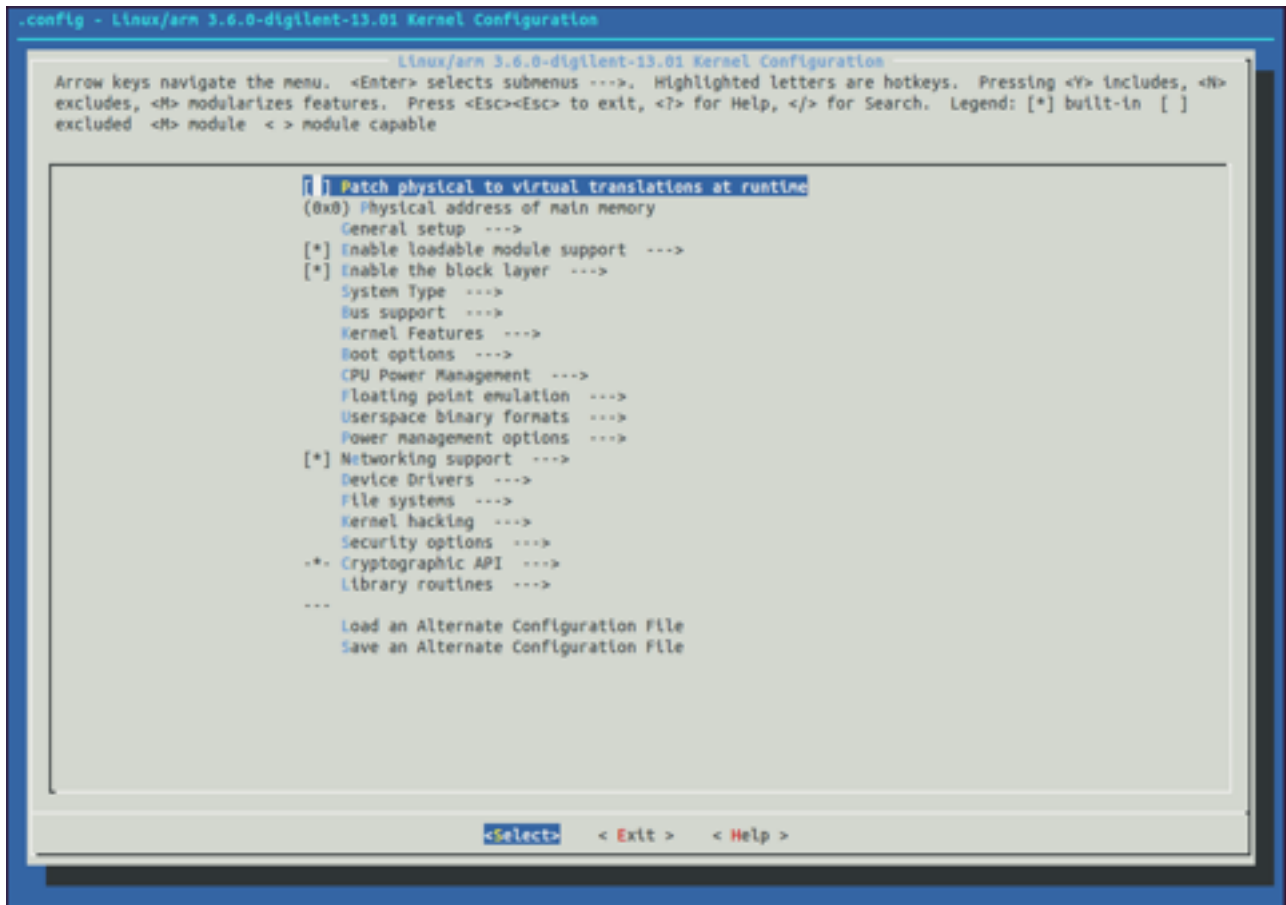 .config - Linux/arm 3.6.0-digilent-13.01 Kernel Configuration
Linux/arm 3.6.0-digilent-13.01 Kernel Configuration
Arrow keys navigate the menu.  <Enter> selects submenus --->.  Highlighted letters are hotkeys.  Pressing <Y> includes, <N>
excludes, <M> modularizes features.  Press <Esc><Esc> to exit, <?> for Help, </> for Search.  Legend: [*] built-in  [ ]
excluded  <M> module  < > module capable
[ ] Patch physical to virtual translations at runtime
(0x0) Physical address of main memory
General setup  --->
[*] Enable loadable module support  --->
[*] Enable the block layer  --->
System Type  --->
Bus support  --->
Kernel Features  --->
Boot options  --->
CPU Power Management  --->
Floating point emulation  --->
Userspace binary formats  --->
Power management options  --->
[*] Networking support  --->
Device Drivers  --->
File systems  --->
Kernel hacking  --->
Security options  --->
-*- Cryptographic API  --->
Library routines  --->
---
Load an Alternate Configuration File
Save an Alternate Configuration File
<Select>    < Exit >    < Help >